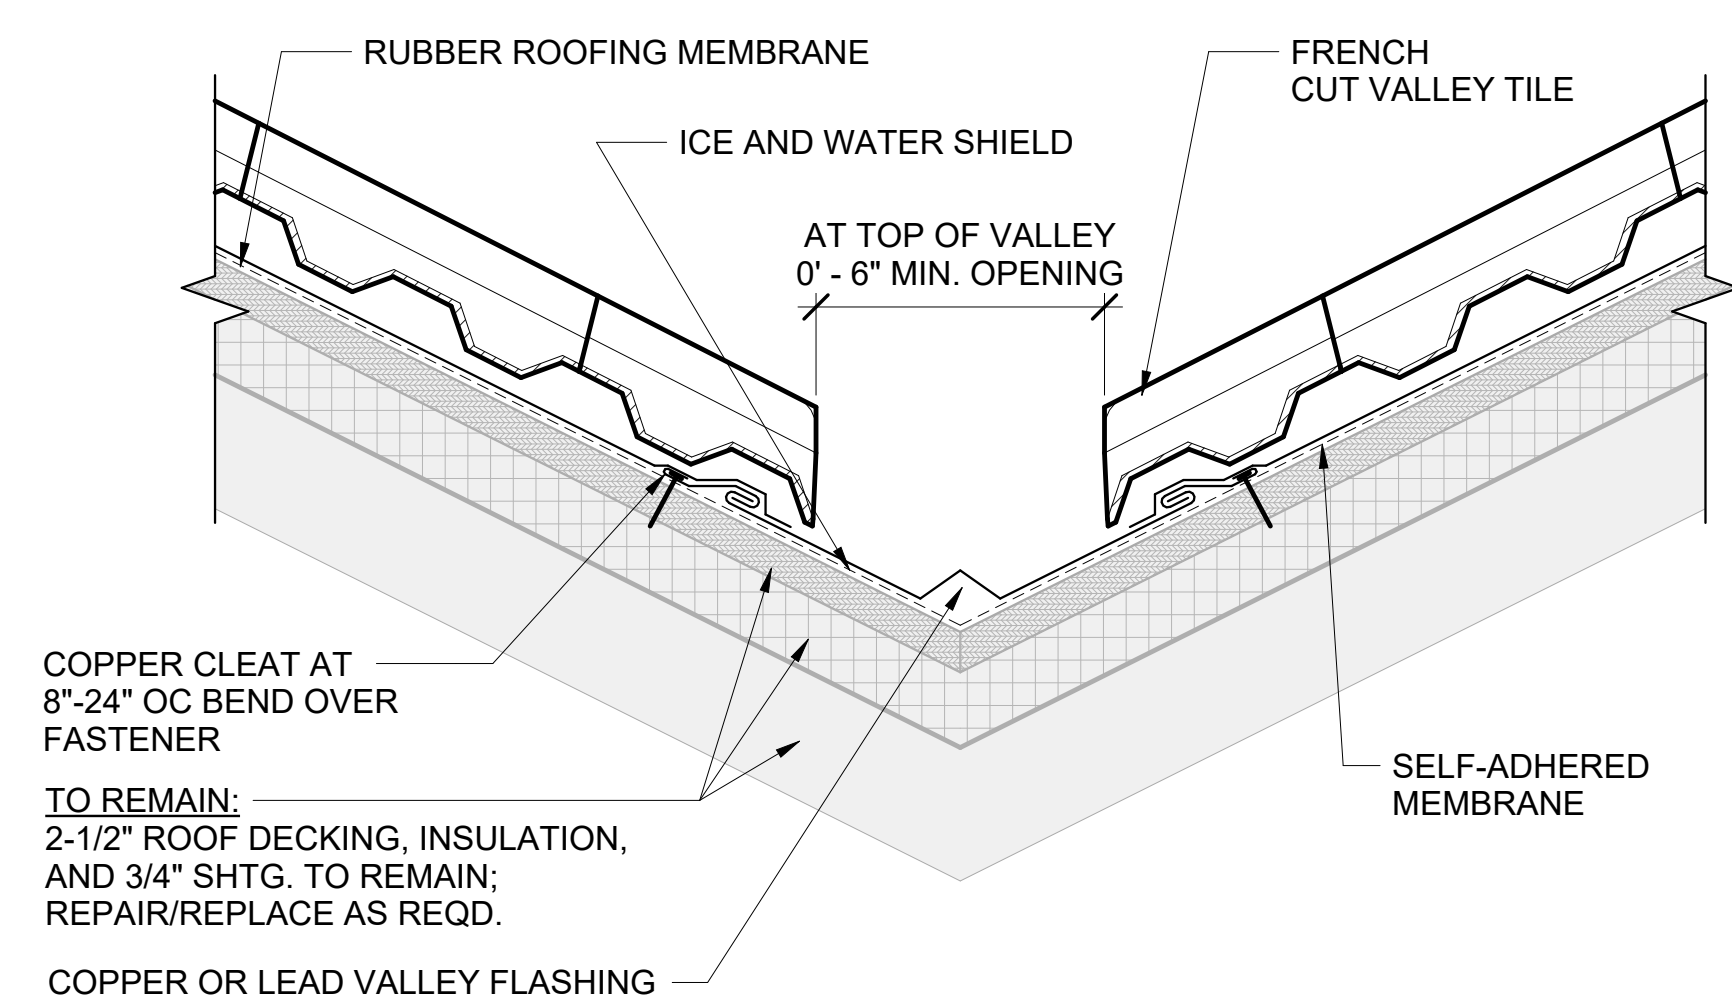 RUBBER ROOFING MEMBRANE
FRENCH
CUT VALLEY TILE
ICE AND WATER SHIELD
AT TOP OF VALLEY
0' - 6" MIN. OPENING
COPPER CLEAT AT
8"-24" OC BEND OVER
FASTENER
SELF-ADHERED
MEMBRANE
TO REMAIN:
2-1/2" ROOF DECKING, INSULATION,
AND 3/4" SHTG. TO REMAIN;
REPAIR/REPLACE AS REQD.
COPPER OR LEAD VALLEY FLASHING